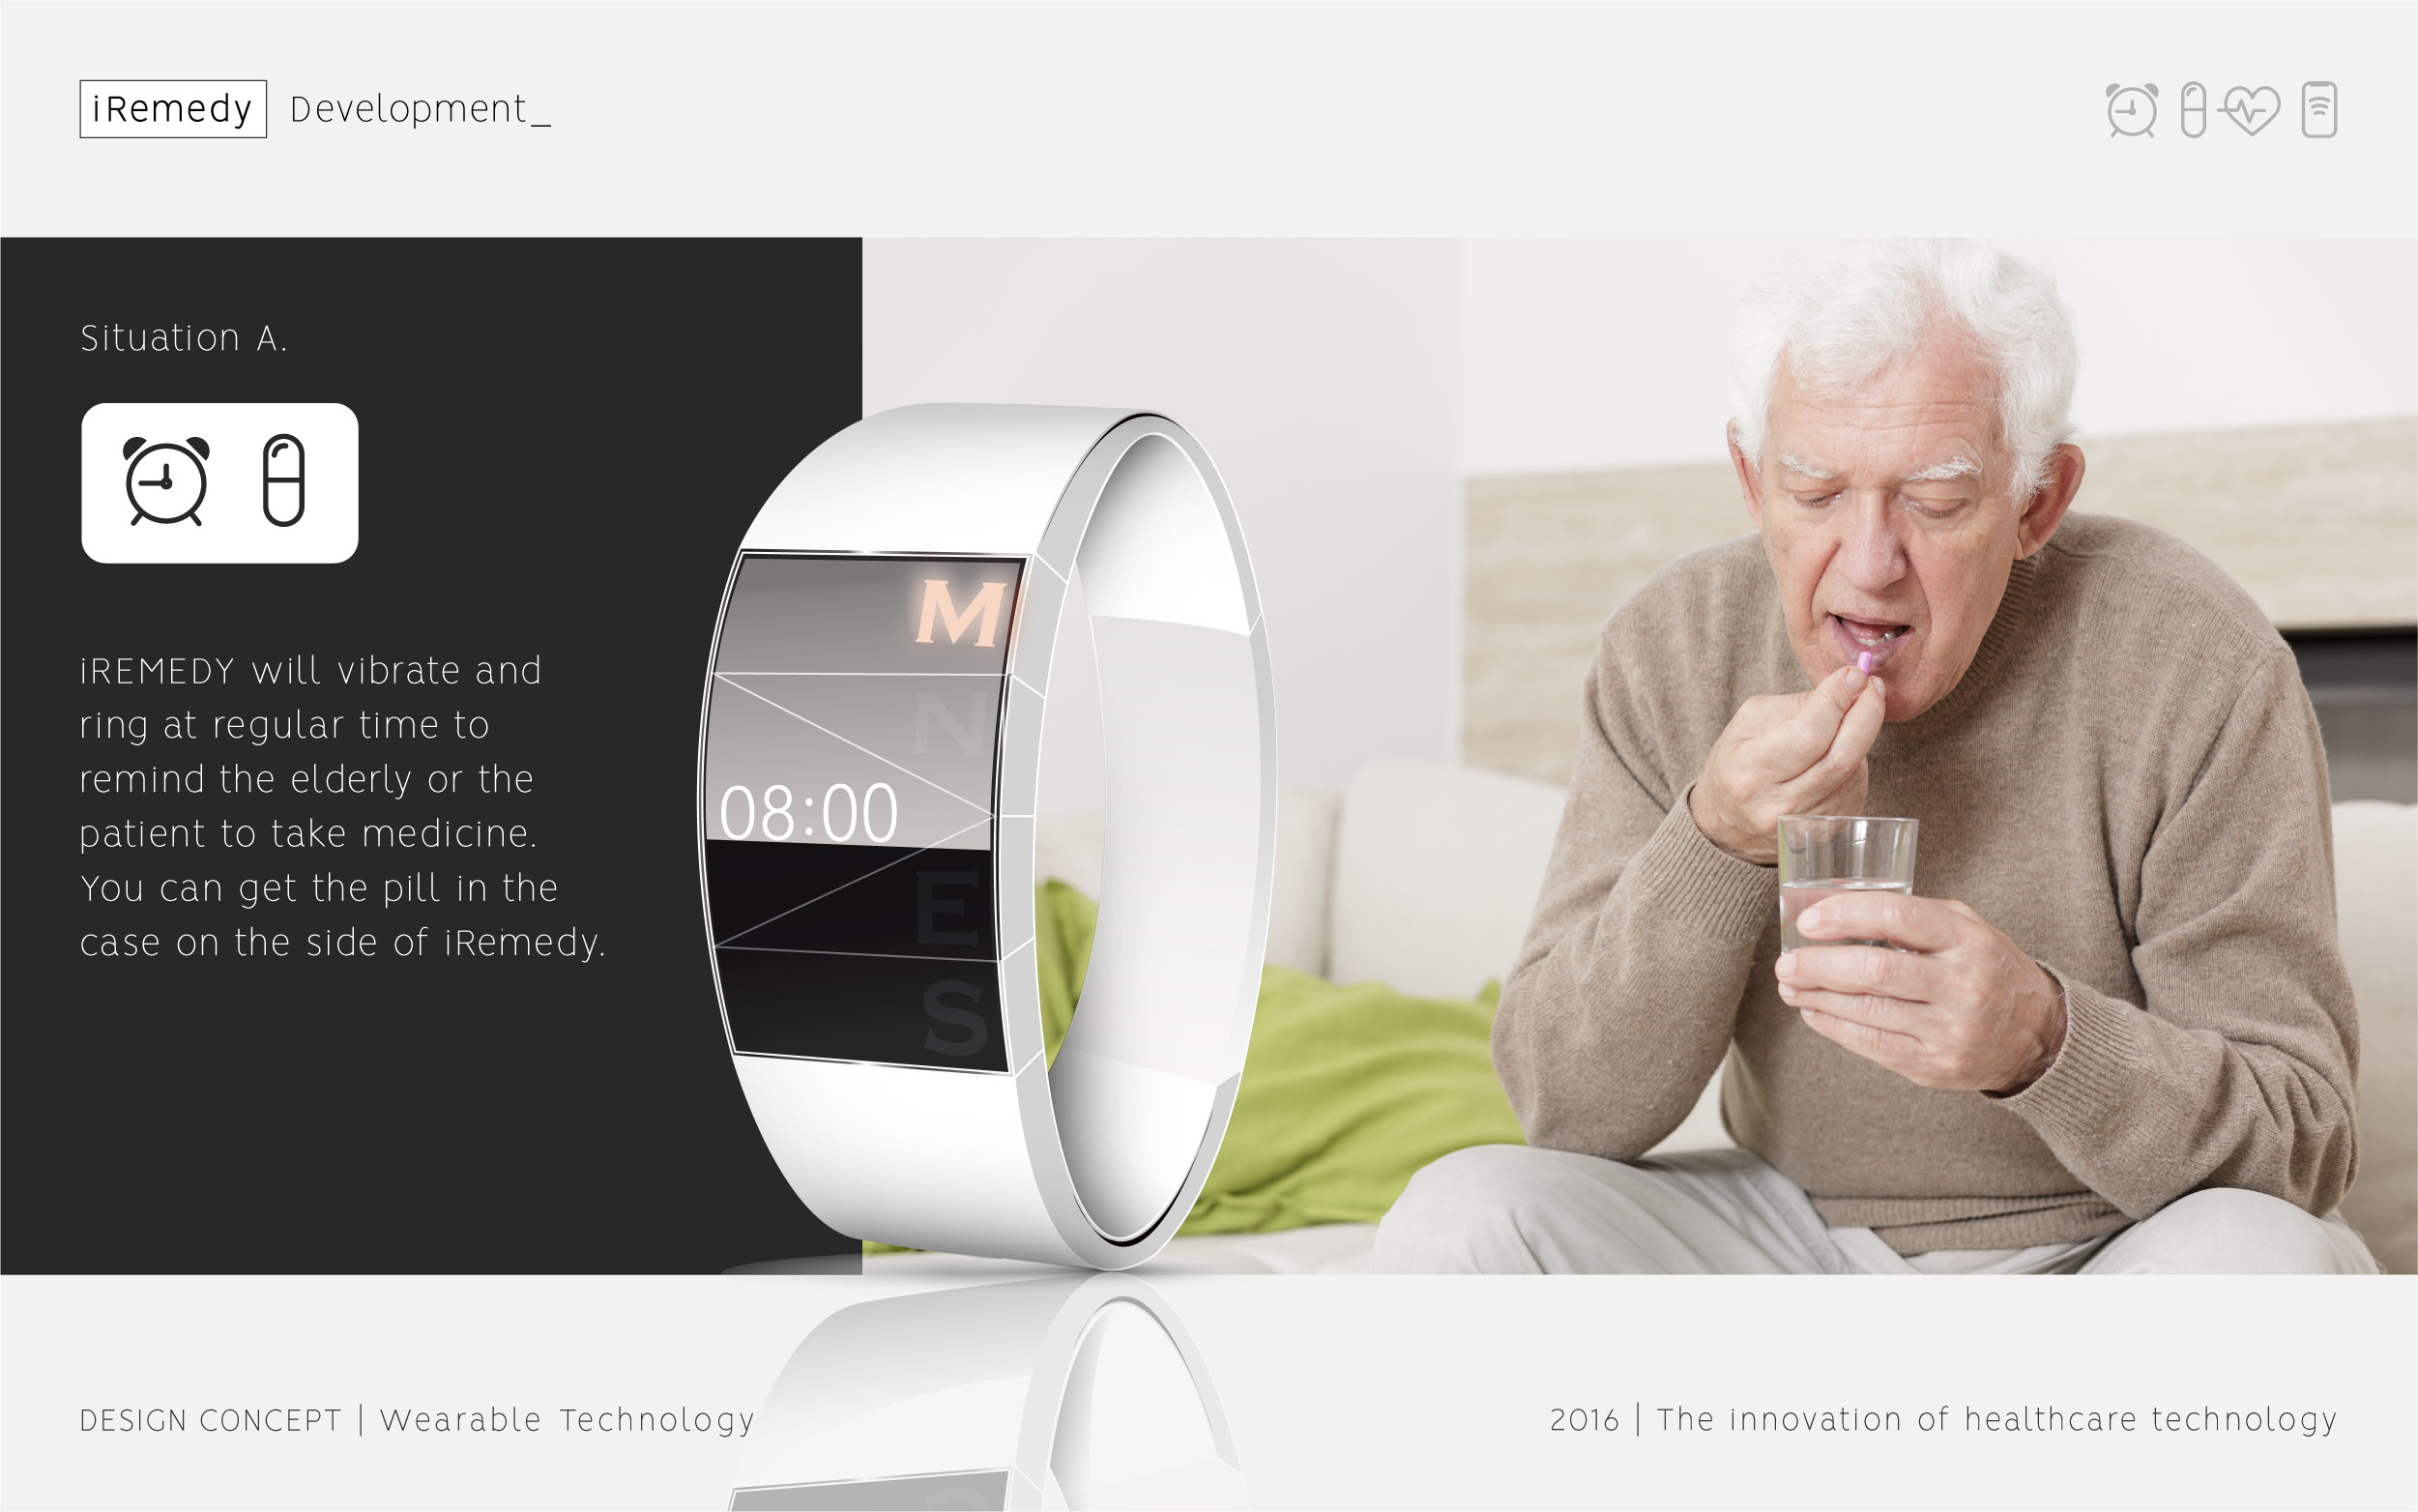 iRemedy Development_
Situation A.
iREMEDY will vibrate and
ring at regular time to
remind the elderly or the
patient to take medicine.
You can get the pill in the
case on the side of iRemedy.
M
N
08:00
E
S
DESIGN CONCEPT | Wearable Technology
2016 | The innovation of healthcare technology